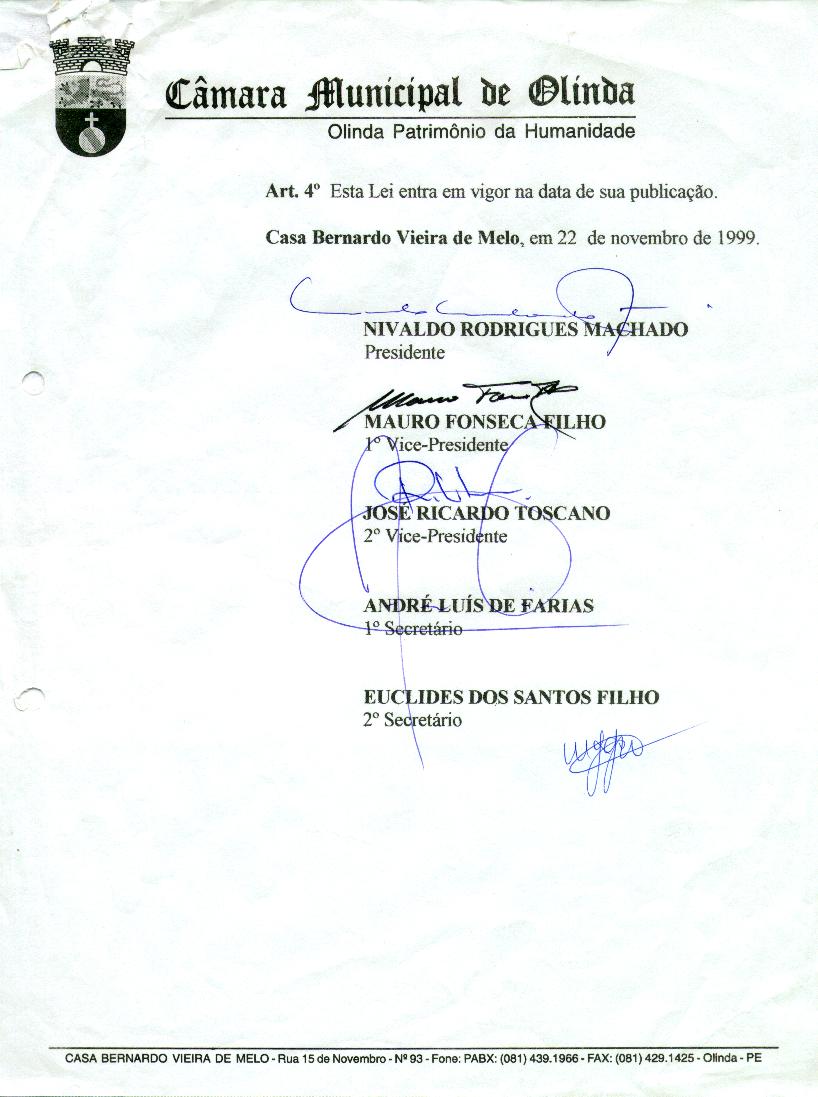 Câmara Municipal de Olinda
Olinda Patrimônio da Humanidade
Art. 4º Esta Lei entra em vigor na data de sua publicação.
Casa Bernardo Vieira de Melo, em 22 de novembro de 1999.
NIVALDO RODRIGUES MACHADO
Presidente
MAURO FONSECA FILHO
1º Vice-Presidente
JOSÉ RICARDO TOSCANO
2º Vice-Presidente
ANDRÉ LUÍS DE FARIAS
1º Secretário
EUCLIDES DOS SANTOS FILHO
2º Secretário
CASA BERNARDO VIEIRA DE MELO - Rua 15 de Novembro - Nº 93 - Fone: PABX: (081) 439.1966 - FAX: (081) 429.1425 - Olinda - PE